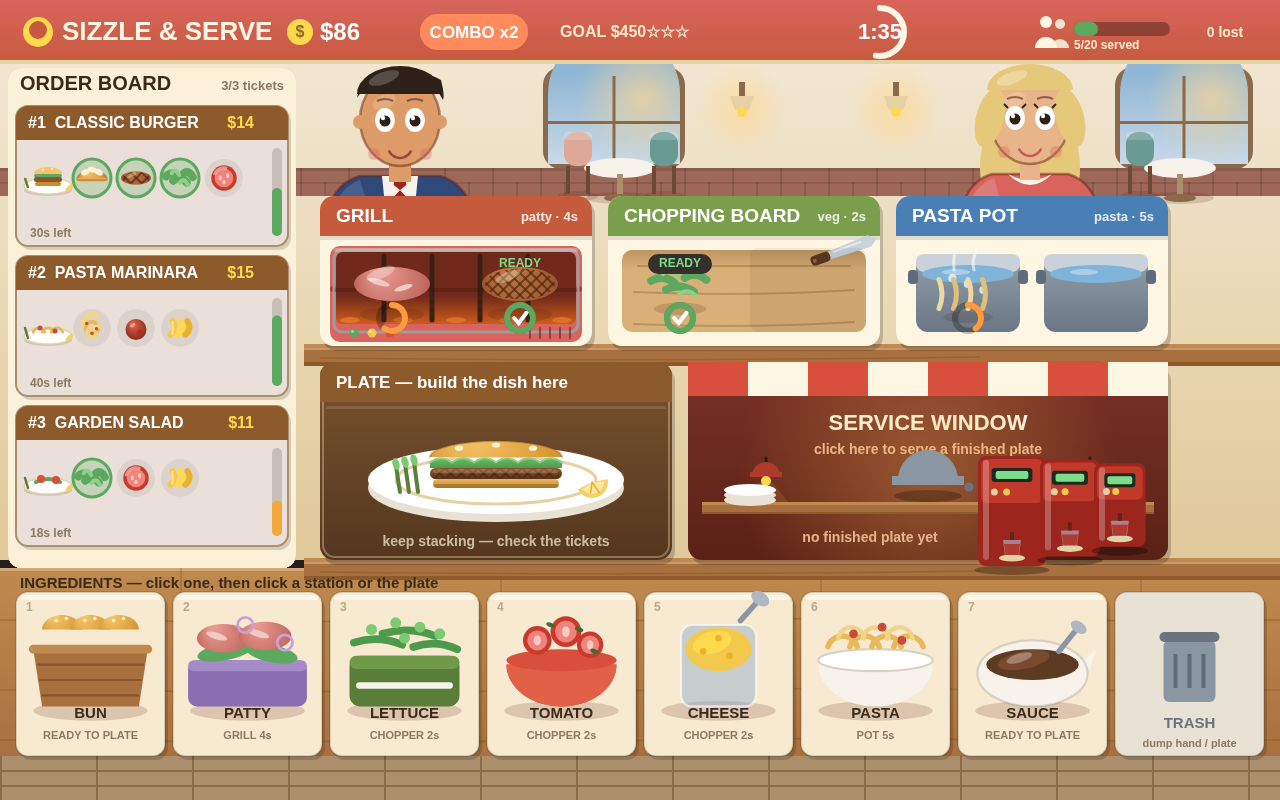 SIZZLE & SERVE
$ $86
COMBO x2
GOAL $450☆☆☆
1:35
5/20 served
0 lost
ORDER BOARD
3/3 tickets
#1 CLASSIC BURGER $14
30s left
#2 PASTA MARINARA $15
40s left
#3 GARDEN SALAD $11
18s left
GRILL
patty · 4s
READY
CHOPPING BOARD
veg · 2s
READY
PASTA POT
pasta · 5s
PLATE — build the dish here
keep stacking — check the tickets
SERVICE WINDOW
click here to serve a finished plate
no finished plate yet
INGREDIENTS — click one, then click a station or the plate
1
BUN
READY TO PLATE
2
PATTY
GRILL 4s
3
LETTUCE
CHOPPER 2s
4
TOMATO
CHOPPER 2s
5
CHEESE
CHOPPER 2s
6
PASTA
POT 5s
7
SAUCE
READY TO PLATE
TRASH
dump hand / plate